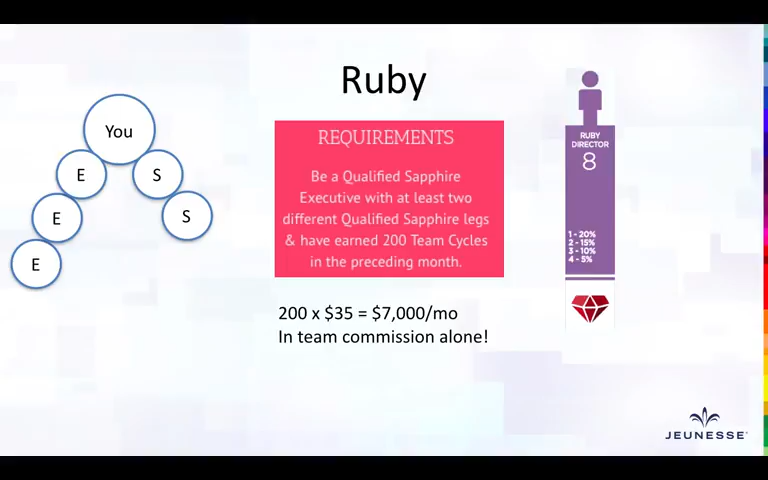 Ruby
You
E
S
E
S
E
REQUIREMENTS
Be a Qualified Sapphire
Executive with at least two
different Qualified Sapphire legs
& have earned 200 Team Cycles
in the preceding month.
200 x $35 = $7,000/mo
In team commission alone!
RUBY
DIRECTOR
8
1 - 20%
2 - 15%
3 - 10%
4 - 5%
JEUNESSE